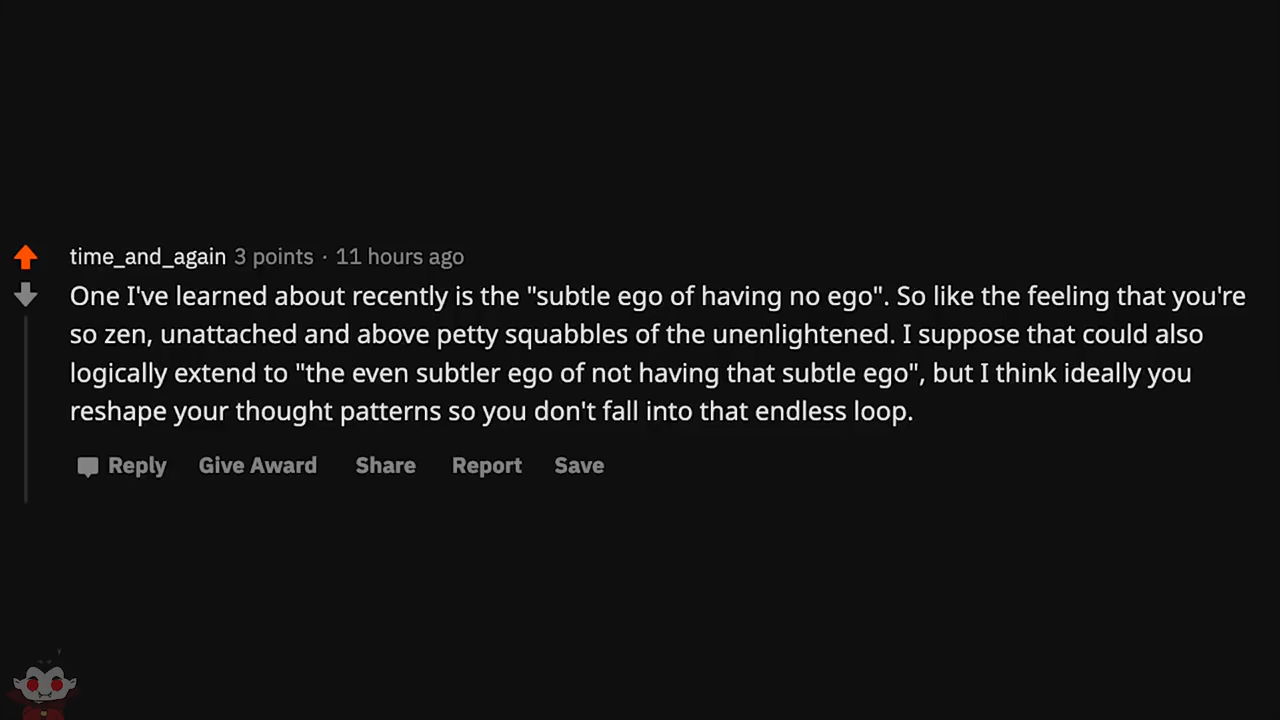 time_and_again 3 points · 11 hours ago
One I've learned about recently is the "subtle ego of having no ego". So like the feeling that you're
so zen, unattached and above petty squabbles of the unenlightened. I suppose that could also
logically extend to "the even subtler ego of not having that subtle ego", but I think ideally you
reshape your thought patterns so you don't fall into that endless loop.
Reply Give Award Share Report Save